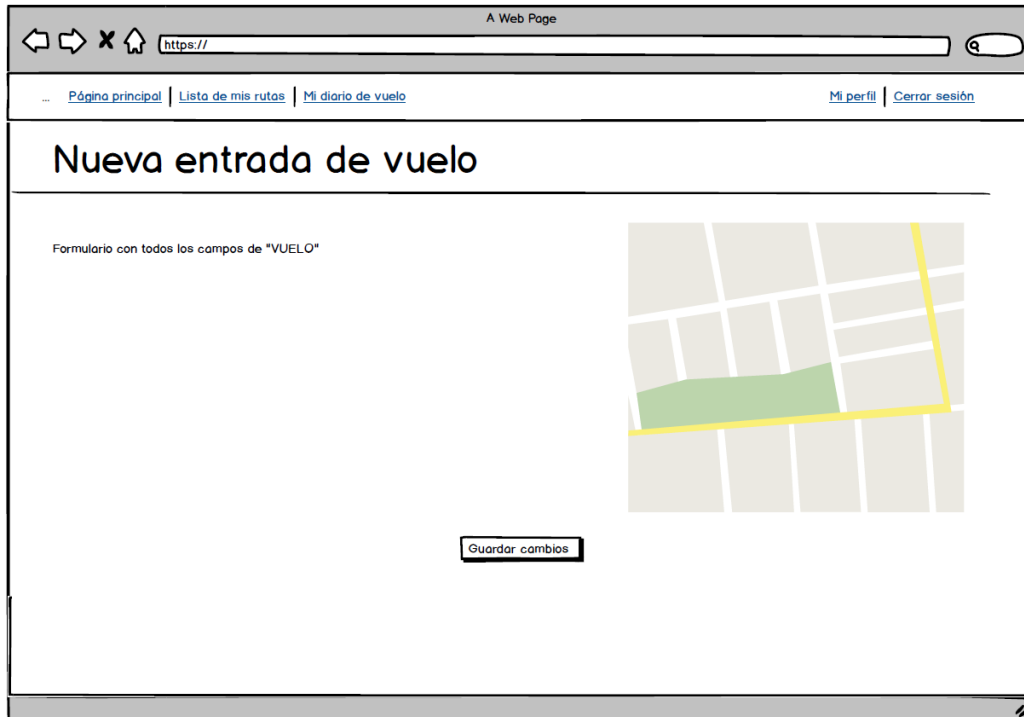 A Web Page
https://
... Página principal | Lista de mis rutas | Mi diario de vuelo Mi perfil | Cerrar sesión
Nueva entrada de vuelo
Formulario con todos los campos de "VUELO"
Guardar cambios